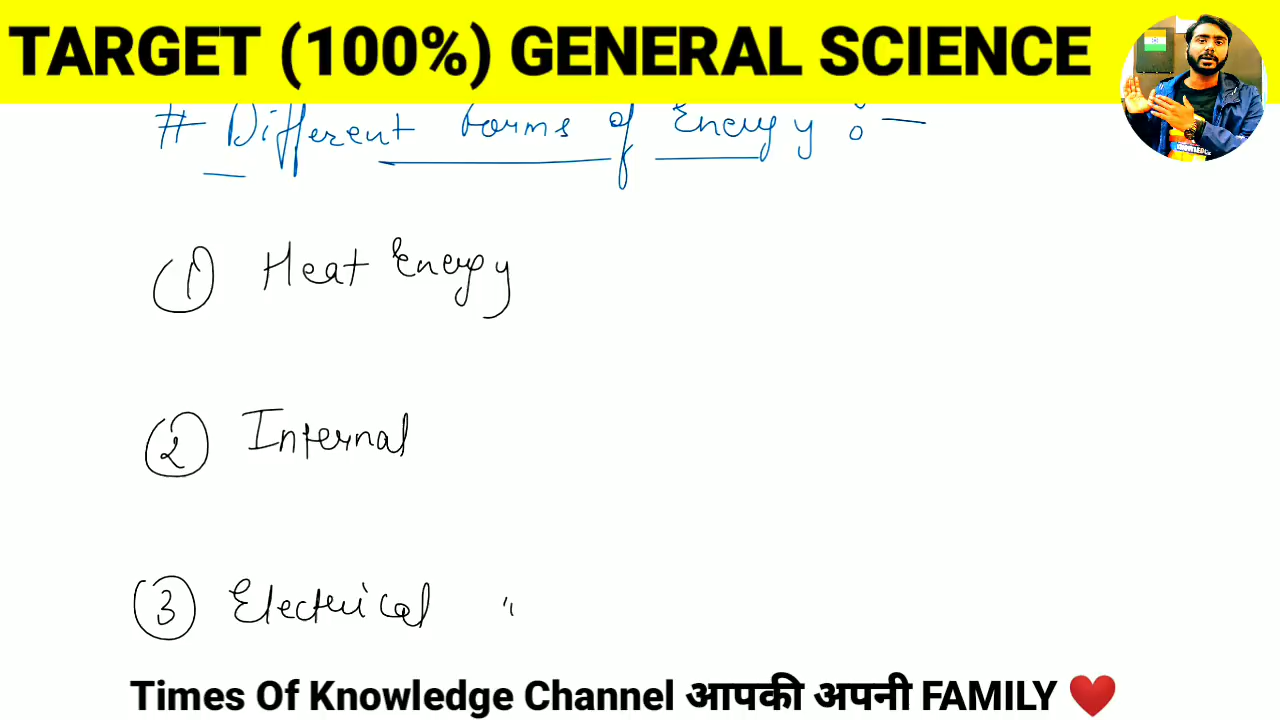 TARGET (100%) GENERAL SCIENCE
# Different forms of Energy :-
① Heat Energy
② Internal
③ Electrical "
Times Of Knowledge Channel आपकी अपनी FAMILY ❤️